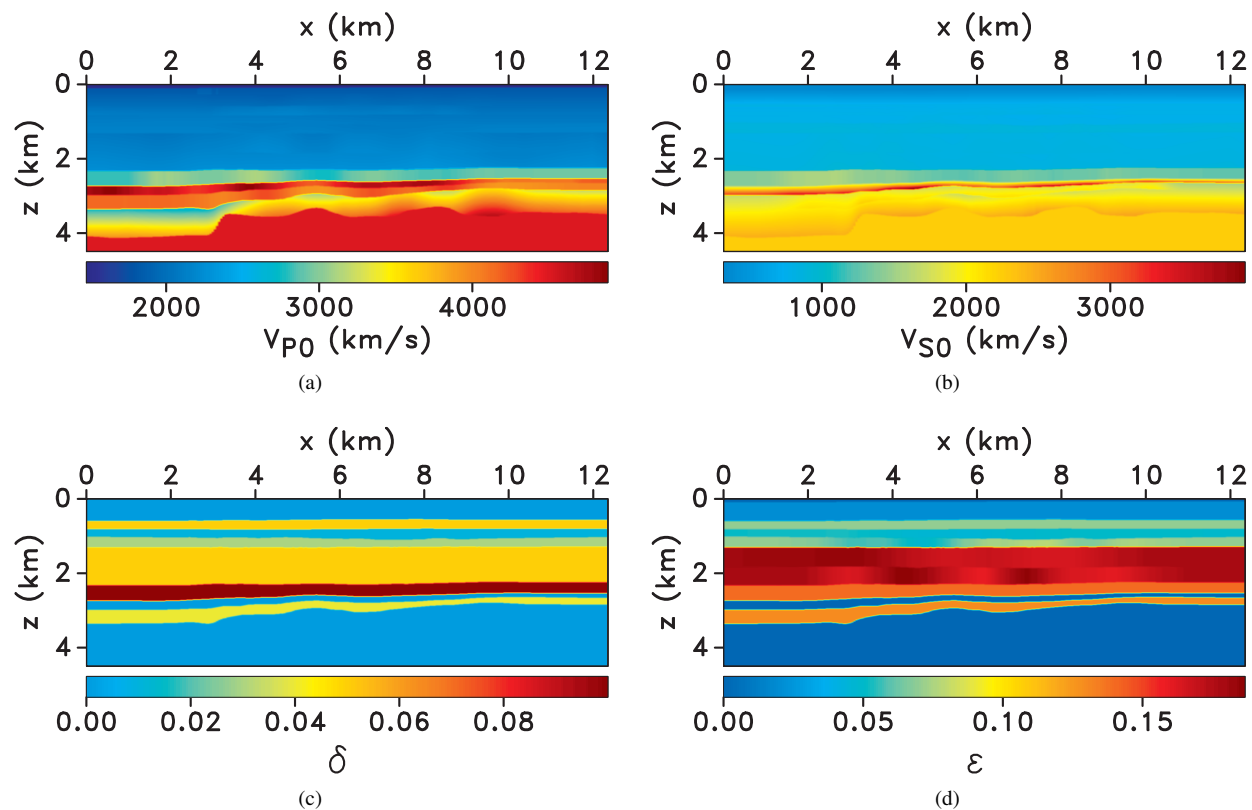 x (km)
0 2 4 6 8 10 12
z (km)
0
2
4
2000 3000 4000
VP0 (km/s)
(a)
x (km)
0 2 4 6 8 10 12
z (km)
0
2
4
1000 2000 3000
VS0 (km/s)
(b)
x (km)
0 2 4 6 8 10 12
z (km)
0
2
4
0.00 0.02 0.04 0.06 0.08
δ
(c)
x (km)
0 2 4 6 8 10 12
z (km)
0
2
4
0.00 0.05 0.10 0.15
ε
(d)